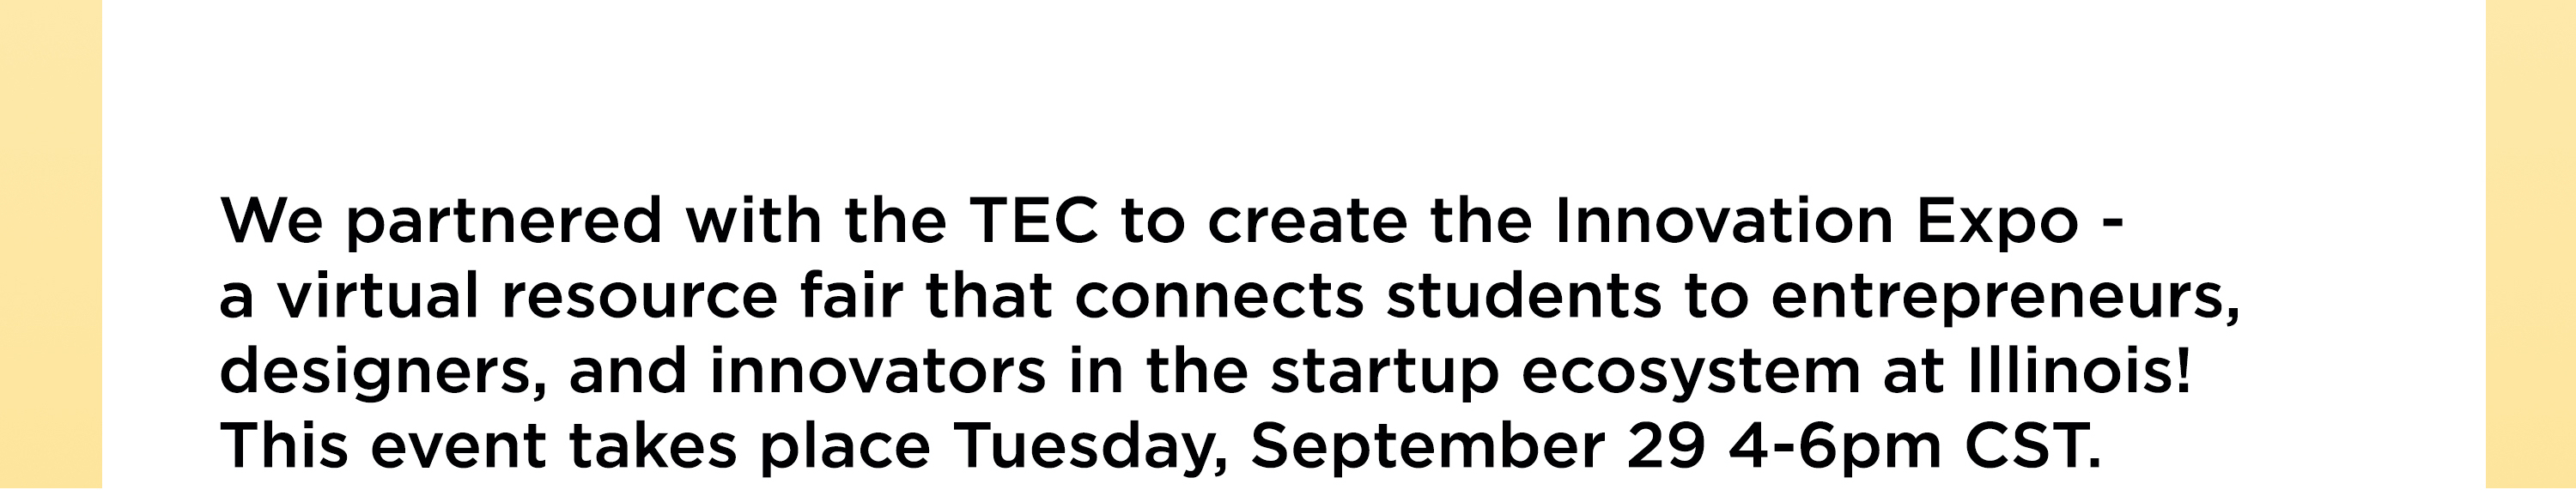 We partnered with the TEC to create the Innovation Expo -
a virtual resource fair that connects students to entrepreneurs,
designers, and innovators in the startup ecosystem at Illinois!
This event takes place Tuesday, September 29 4-6pm CST.